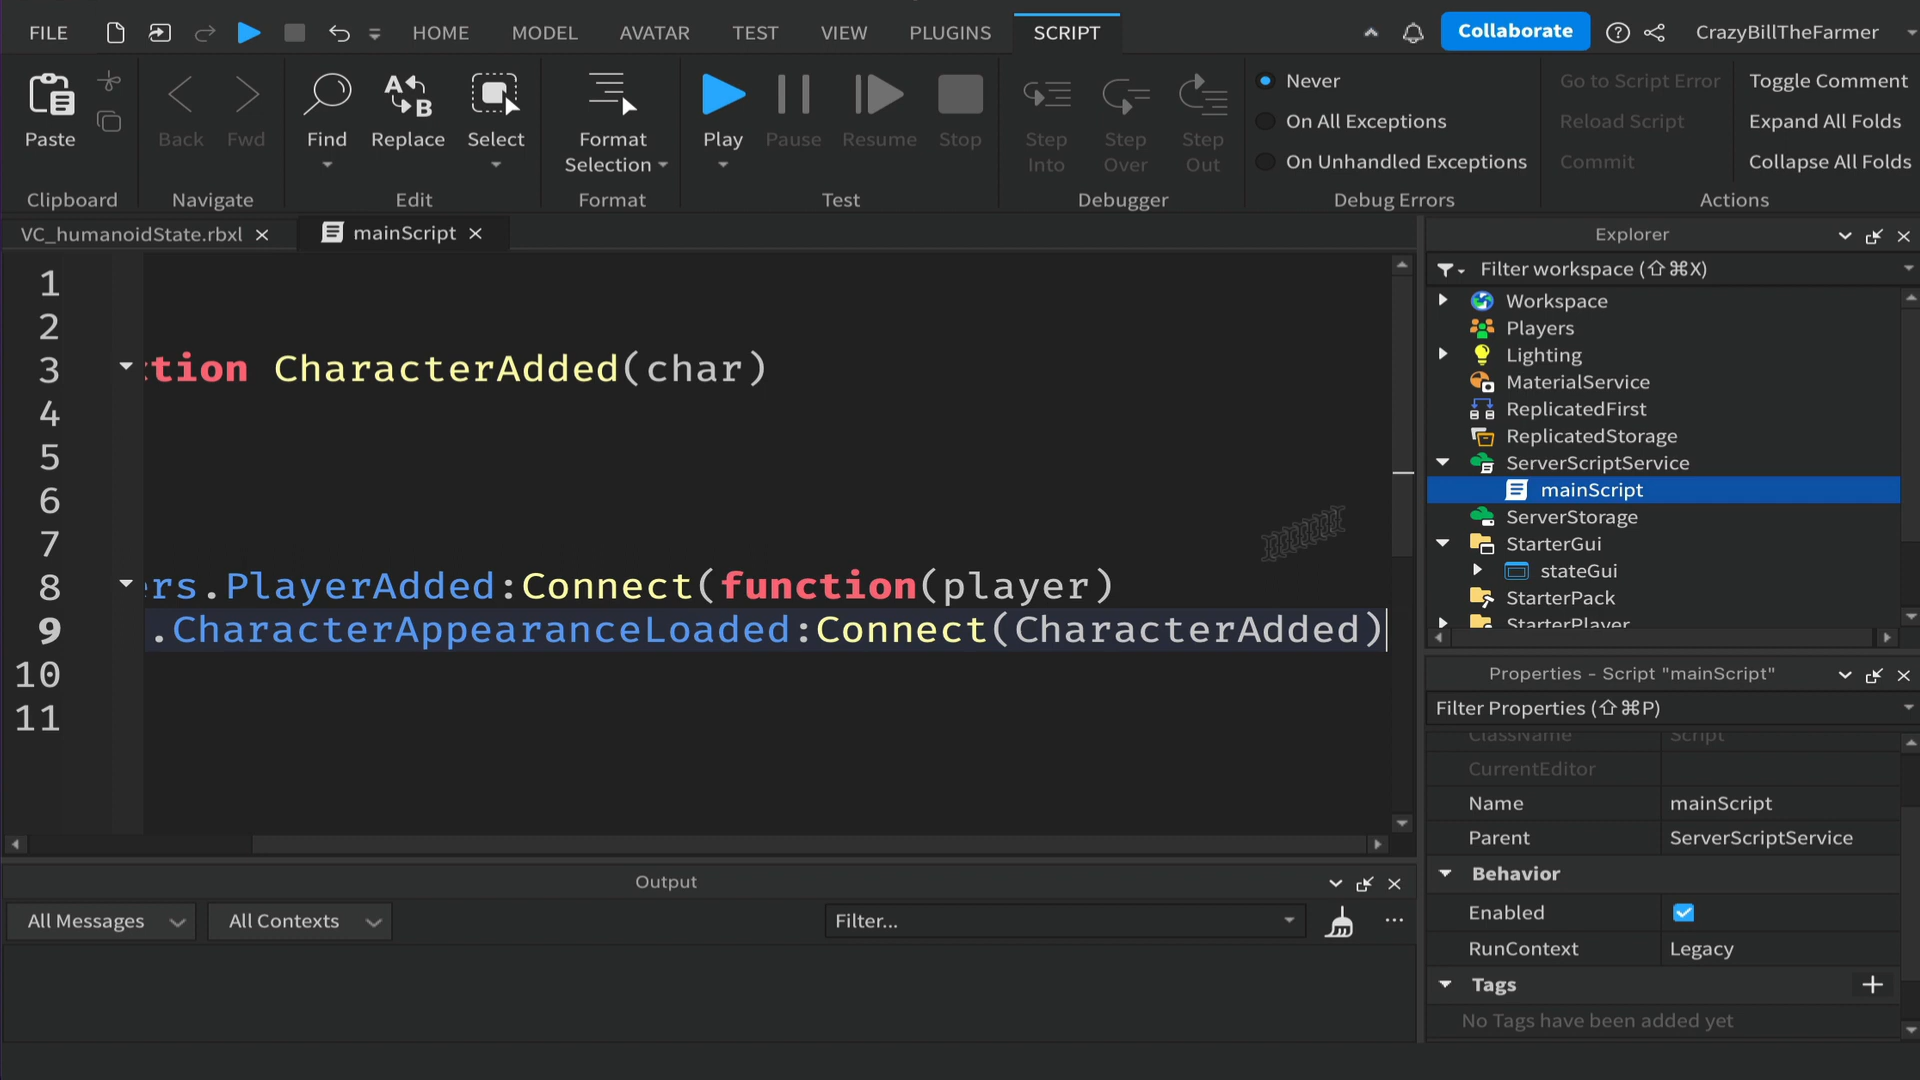 FILE HOME MODEL AVATAR TEST VIEW PLUGINS SCRIPT Collaborate CrazyBillTheFarmer
Paste
Back Fwd
Find Replace Select
Format
Selection
Play Pause Resume Stop
Step
Into
Step
Over
Step
Out
Never
On All Exceptions
On Unhandled Exceptions
Go to Script Error
Reload Script
Commit
Toggle Comment
Expand All Folds
Collapse All Folds
Clipboard Navigate Edit Format Test Debugger Debug Errors Actions
VC_humanoidState.rbxl mainScript
1
2
3 ction CharacterAdded(char)
4
5
6
7
8 ers.PlayerAdded:Connect(function(player)
9 .CharacterAppearanceLoaded:Connect(CharacterAdded)
10
11
Output
All Messages All Contexts Filter...
Explorer
Filter workspace (⇧⌘X)
Workspace
Players
Lighting
MaterialService
ReplicatedFirst
ReplicatedStorage
ServerScriptService
mainScript
ServerStorage
StarterGui
stateGui
StarterPack
StarterPlayer
Properties - Script "mainScript"
Filter Properties (⇧⌘P)
ClassName Script
CurrentEditor
Name mainScript
Parent ServerScriptService
Behavior
Enabled
RunContext Legacy
Tags
No Tags have been added yet